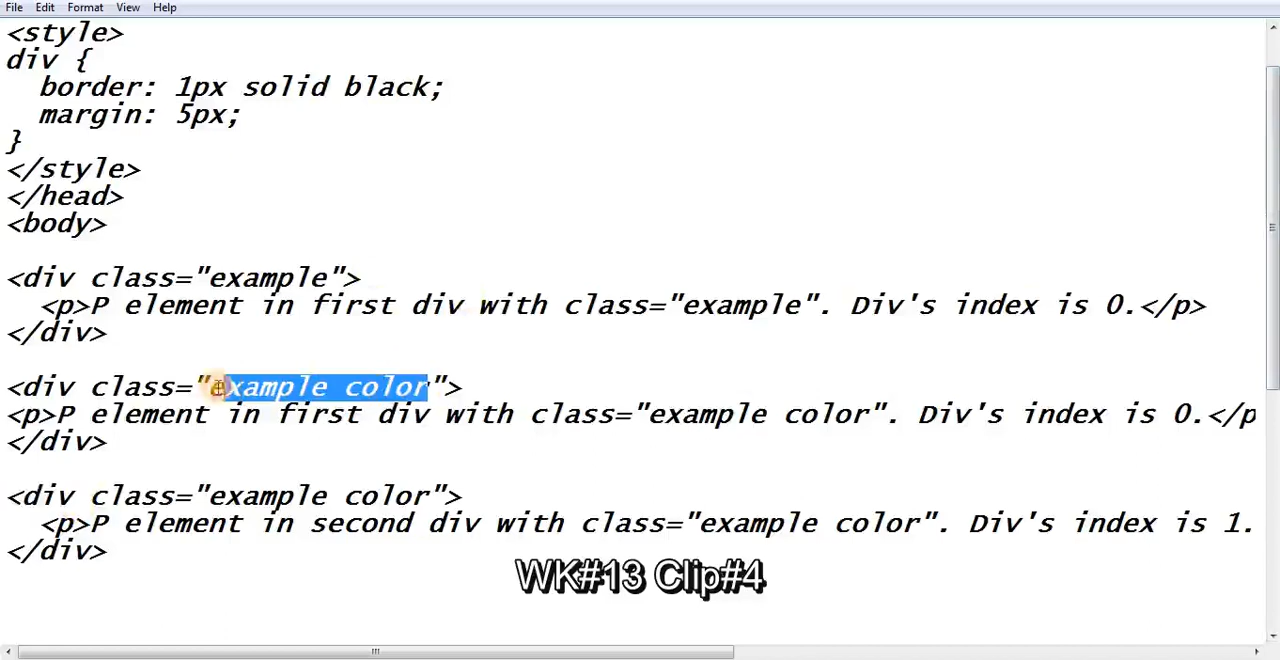 File Edit Format View Help
<style>
div {
  border: 1px solid black;
  margin: 5px;
}
</style>
</head>
<body>
<div class="example">
  <p>P element in first div with class="example". Div's index is 0.</p>
</div>
<div class="example color">
<p>P element in first div with class="example color". Div's index is 0.</p
</div>
<div class="example color">
  <p>P element in second div with class="example color". Div's index is 1.
</div>
WK#13 Clip#4